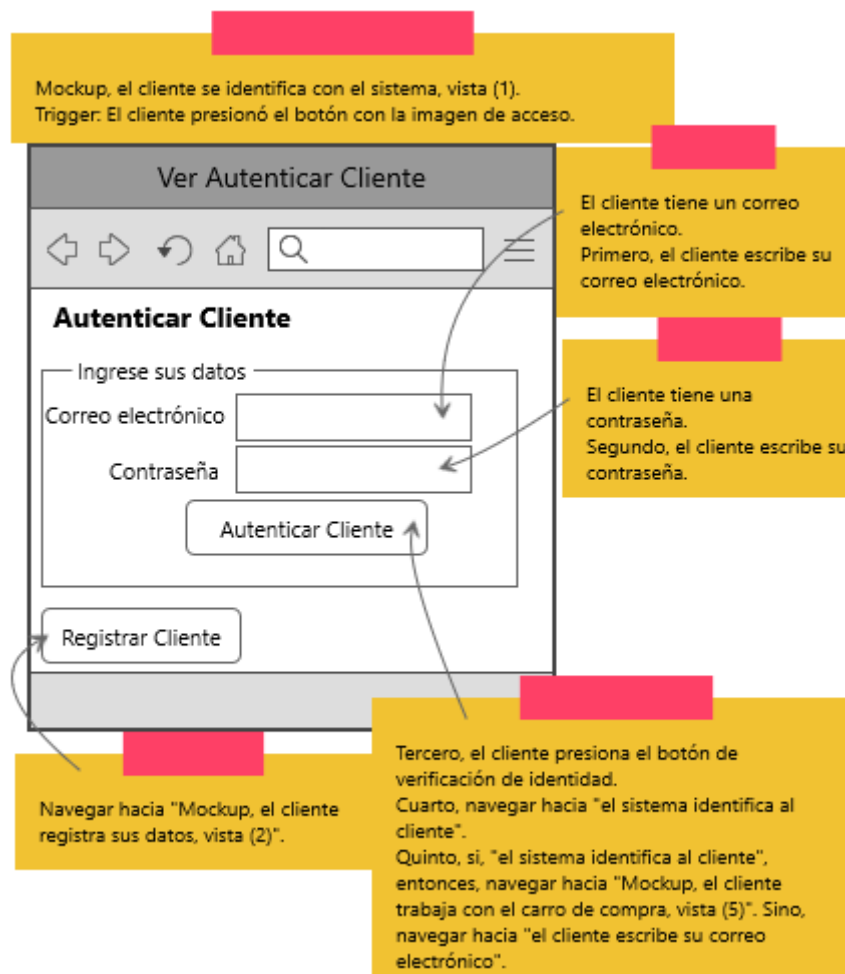 Mockup, el cliente se identifica con el sistema, vista (1).
Trigger: El cliente presionó el botón con la imagen de acceso.
Ver Autenticar Cliente
El cliente tiene un correo
electrónico.
Primero, el cliente escribe su
correo electrónico.
Autenticar Cliente
Ingrese sus datos
Correo electrónico
Contraseña
Autenticar Cliente
El cliente tiene una
contraseña.
Segundo, el cliente escribe su
contraseña.
Registrar Cliente
Navegar hacia "Mockup, el cliente
registra sus datos, vista (2)".
Tercero, el cliente presiona el botón de
verificación de identidad.
Cuarto, navegar hacia "el sistema identifica al
cliente".
Quinto, si, "el sistema identifica al cliente",
entonces, navegar hacia "Mockup, el cliente
trabaja con el carro de compra, vista (5)". Sino,
navegar hacia "el cliente escribe su correo
electrónico".